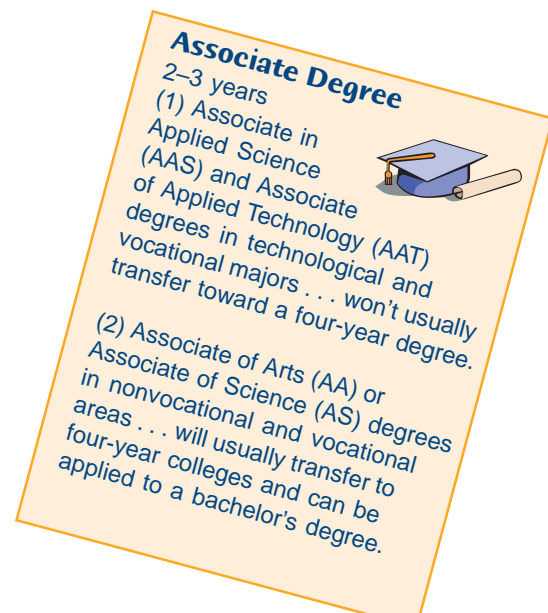 Associate Degree
2–3 years
(1) Associate in
Applied Science
(AAS) and Associate
of Applied Technology (AAT)
degrees in technological and
vocational majors . . . won't usually
transfer toward a four-year degree.
(2) Associate of Arts (AA) or
Associate of Science (AS) degrees
in nonvocational and vocational
areas . . . will usually transfer to
four-year colleges and can be
applied to a bachelor's degree.